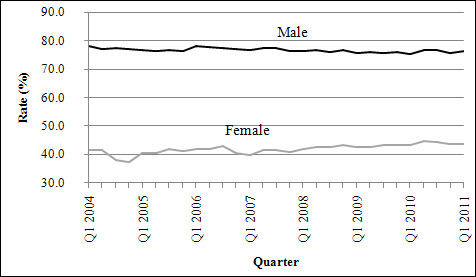 90.0
80.0
70.0
60.0
50.0
40.0
30.0
Rate (%)
Male
Female
Q1 2004
Q1 2005
Q1 2006
Q1 2007
Q1 2008
Q1 2009
Q1 2010
Q1 2011
Quarter